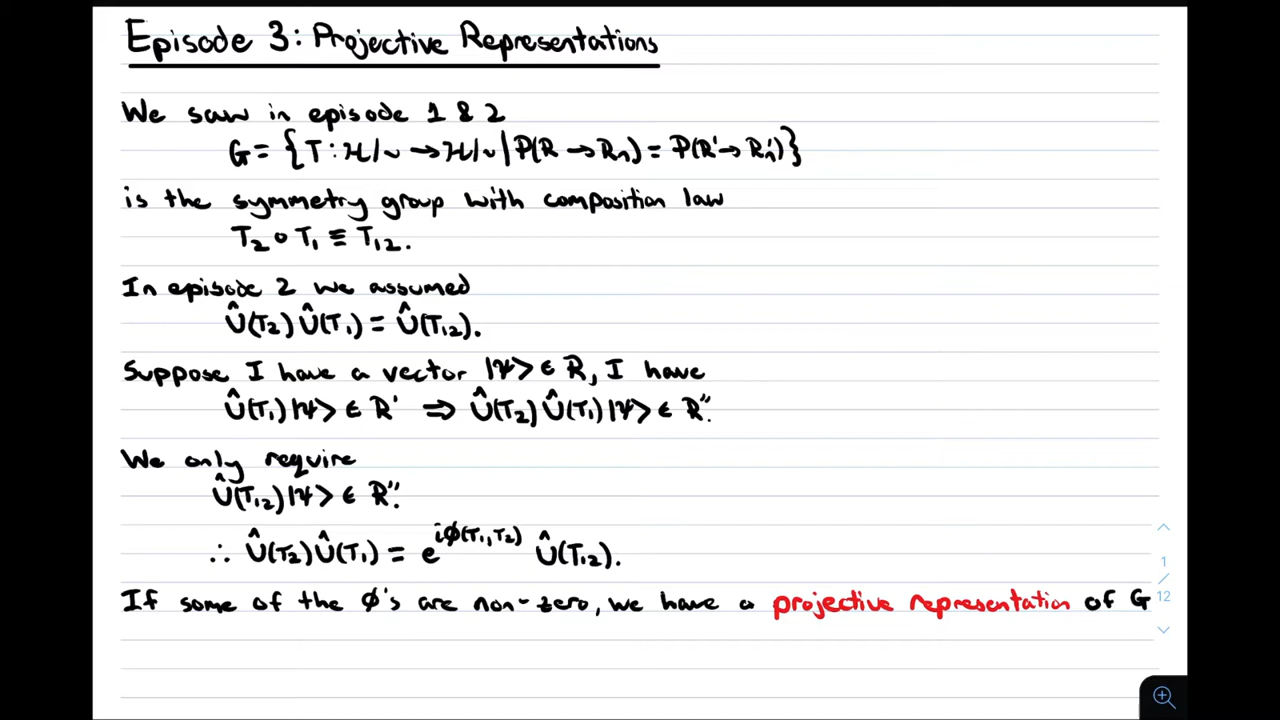 Episode 3: Projective Representations
We saw in episode 1 & 2
G = {T : H/~ → H/~ | P(R → Rₙ) = P(R' → R'ₙ)}
is the symmetry group with composition law
T₂ ∘ T₁ ≡ T₁₂.
In episode 2 we assumed
Û(T₂)Û(T₁) = Û(T₁₂).
Suppose I have a vector |ψ> ∈ R, I have
Û(T₁)|ψ> ∈ R' ⇒ Û(T₂)Û(T₁)|ψ> ∈ R''.
We only require
Û(T₁₂)|ψ> ∈ R''.
∴ Û(T₂)Û(T₁) = e^{iϕ(T₁,T₂)} Û(T₁₂).
If some of the ϕ's are non-zero, we have a projective representation of G
1
/
12